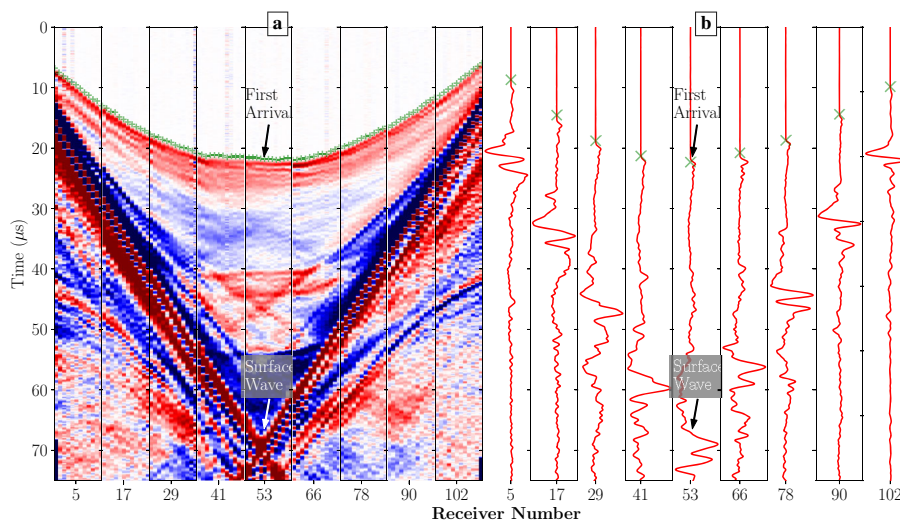 a
b
0
10
20
30
40
50
60
70
Time (μs)
First
Arrival
First
Arrival
Surface
Wave
Surface
Wave
5 17 29 41 53 66 78 90 102 5 17 29 41 53 66 78 90 102
Receiver Number